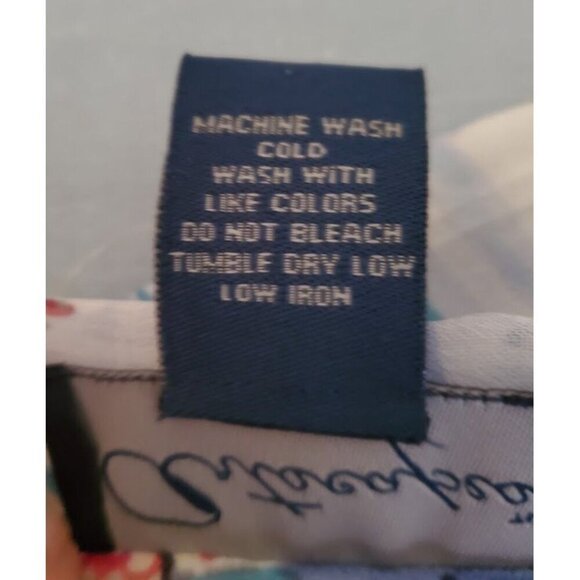 MACHINE WASH
COLD
WASH WITH
LIKE COLORS
DO NOT BLEACH
TUMBLE DRY LOW
LOW IRON